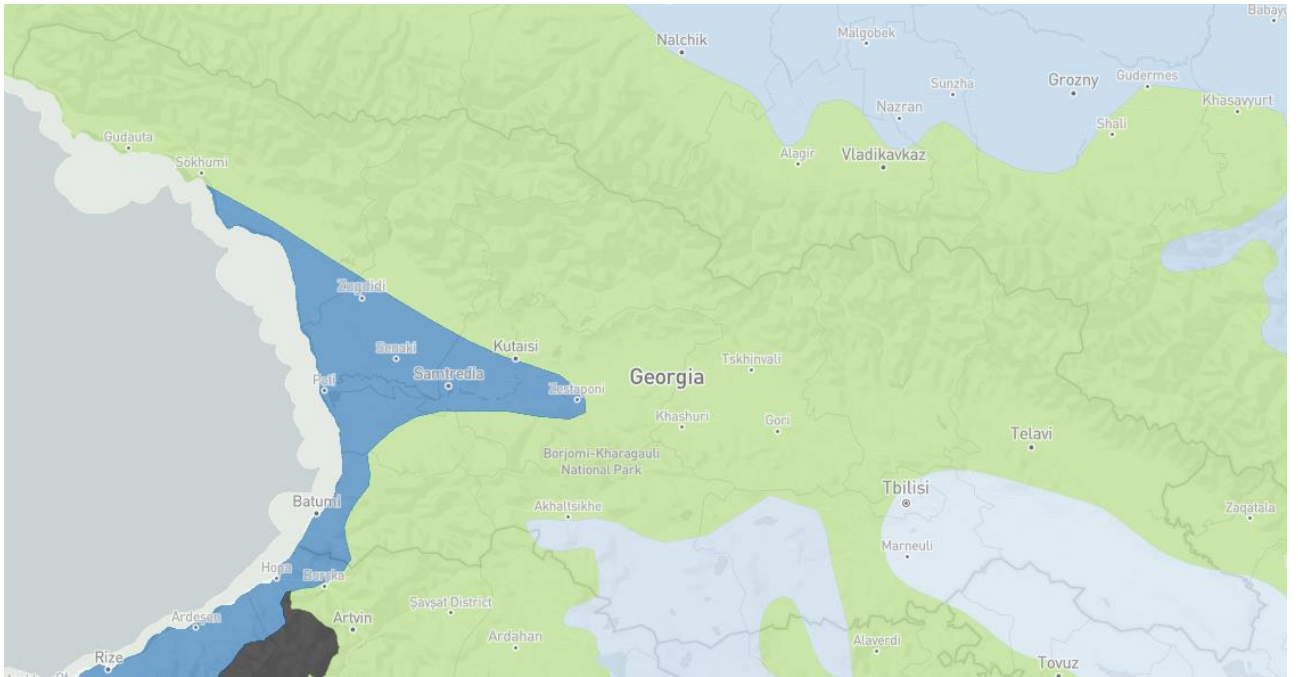 Babayu
Malgobek
Nalchik
Sunzha
Grozny
Gudermes
Khasavyurt
Nazran
Shali
Gudauta
Alagir
Vladikavkaz
Sokhumi
Zugdidi
Kutaisi
Senaki
Tskhinvali
Samtredia
Georgia
Poti
Zestaponi
Khashuri
Gori
Telavi
Borjomi-Kharagauli
National Park
Tbilisi
Batumi
Akhaltsikhe
Zaqatala
Marneuli
Hopa
Borçka
Şavşat District
Ardeşen
Artvin
Ardahan
Alaverdi
Rize
Tovuz